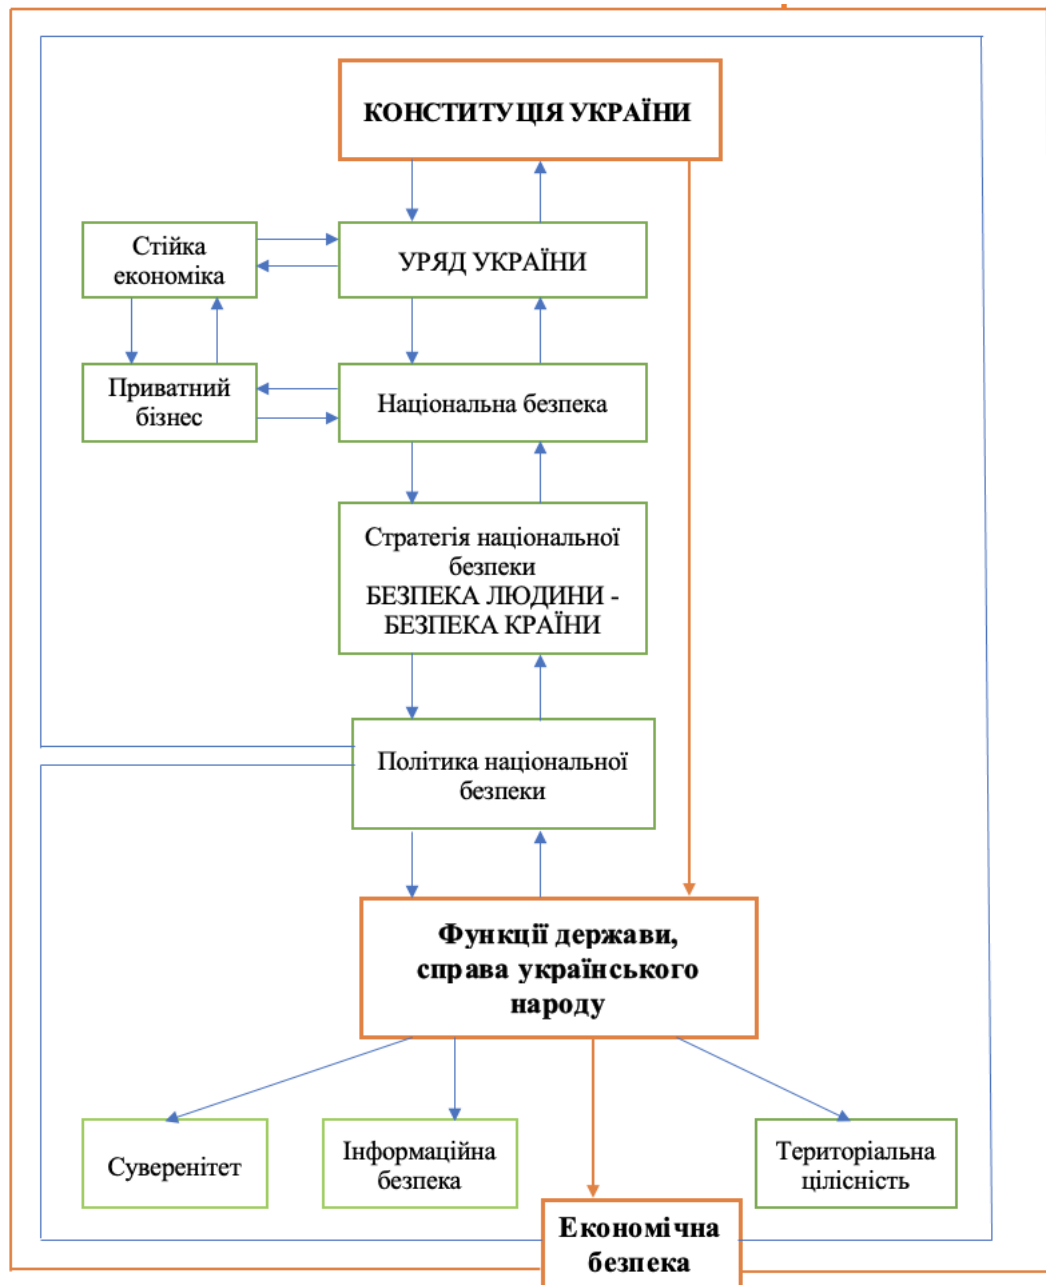 КОНСТИТУЦІЯ УКРАЇНИ
Стійка
економіка
УРЯД УКРАЇНИ
Приватний
бізнес
Національна безпека
Стратегія національної
безпеки
БЕЗПЕКА ЛЮДИНИ -
БЕЗПЕКА КРАЇНИ
Політика національної
безпеки
Функції держави,
справа українського
народу
Суверенітет
Інформаційна
безпека
Територіальна
цілісність
Економічна
безпека